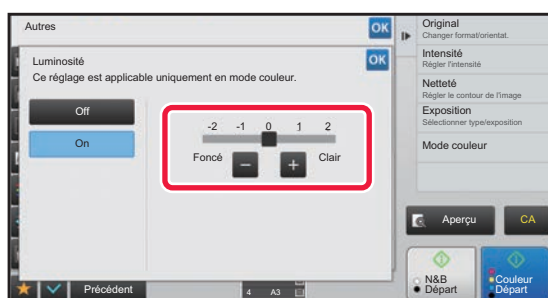 Autres
OK
Luminosité
OK
Ce réglage est applicable uniquement en mode couleur.
Off
On
-2 -1 0 1 2
Foncé - + Clair
Précédent
4 A3
Original
Changer format/orientat.
Intensité
Régler l'intensité
Netteté
Régler le contour de l'image
Exposition
Sélectionner type/exposition
Mode couleur
Aperçu
CA
N&B
Départ
Couleur
Départ